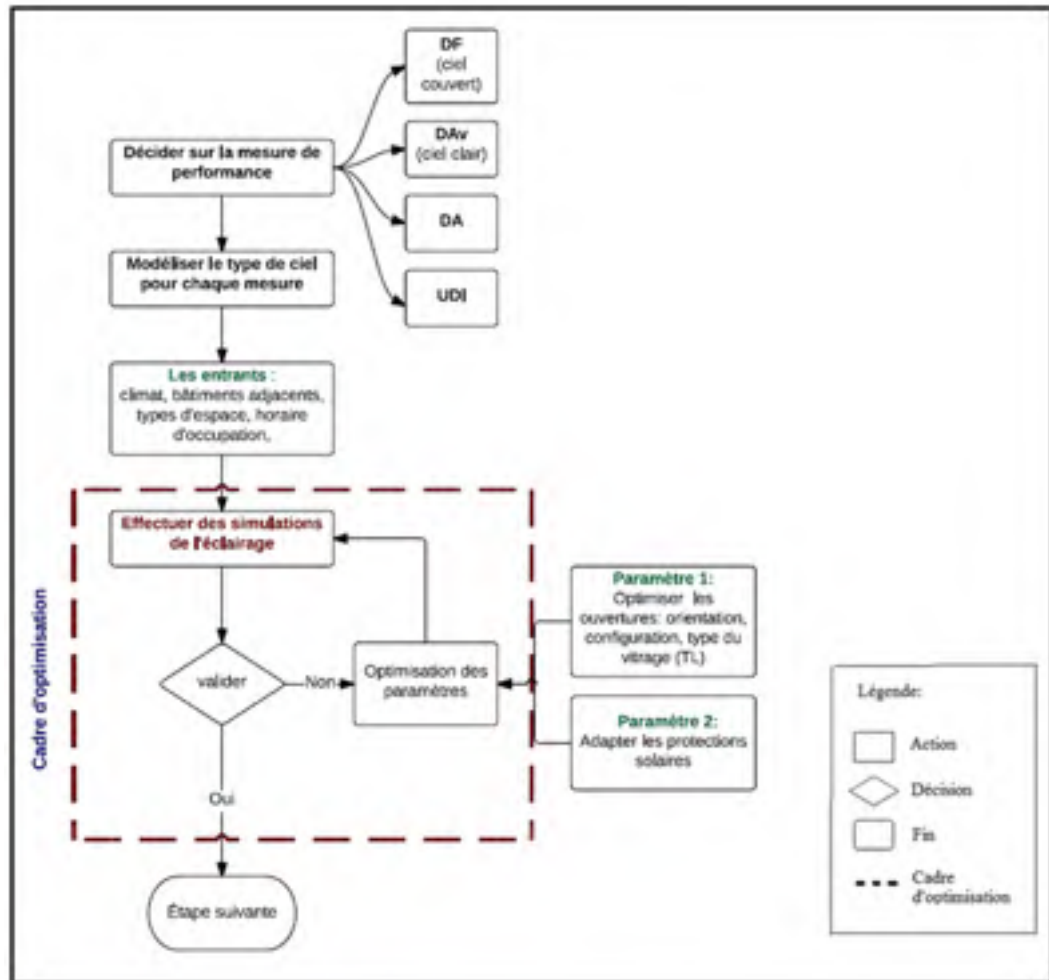 DF
(ciel
couvert)
DAv
(ciel clair)
DA
UDI
Décider sur la mesure de
performance
Modéliser le type de ciel
pour chaque mesure
Les entrants :
climat, bâtiments adjacents,
types d'espace, horaire
d'occupation,
Cadre d'optimisation
Effectuer des simulations
de l'éclairage
valider
Non
Optimisation des
paramètres
Oui
Étape suivante
Paramètre 1:
Optimiser les
ouvertures: orientation,
configuration, type du
vitrage (TL)
Paramètre 2:
Adapter les protections
solaires
Légende:
Action
Décision
Fin
Cadre
d'optimisation